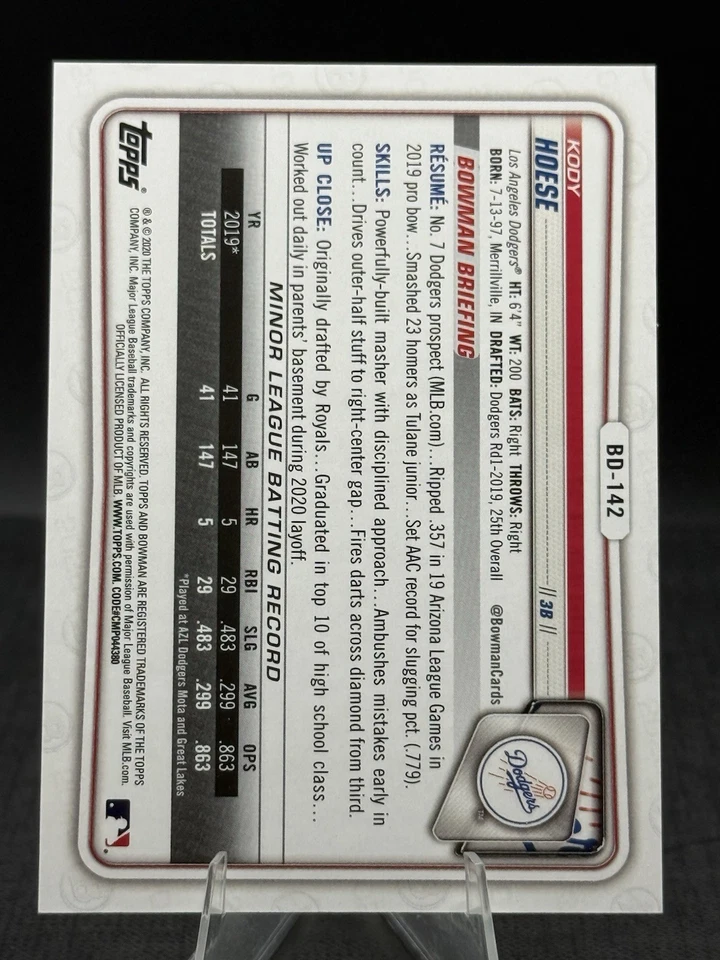 BD-142
KODY
HOESE
|| 3B ||
Los Angeles Dodgers® HT: 6'4" WT: 200 BATS: Right THROWS: Right
BORN: 7-13-97, Merrillville, IN DRAFTED: Dodgers Rd1-2019, 25th Overall @BowmanCards
Dodgers
TM
BOWMAN BRIEFING
RÉSUMÉ: No. 7 Dodgers prospect (MLB.com)...Ripped .357 in 19 Arizona League Games in
2019 pro bow...Smashed 23 homers as Tulane junior...Set AAC record for slugging pct. (.779).
SKILLS: Powerfully-built masher with disciplined approach...Ambushes mistakes early in
count...Drives outer-half stuff to right-center gap...Fires darts across diamond from third.
UP CLOSE: Originally drafted by Royals...Graduated in top 10 of high school class...
Worked out daily in parents' basement during 2020 layoff.
MINOR LEAGUE BATTING RECORD
YR G AB HR RBI SLG AVG OPS
2019* 41 147 5 29 .483 .299 .863
TOTALS 41 147 5 29 .483 .299 .863
*Played at AZL Dodgers Mota and Great Lakes
topps®
® & © 2020 THE TOPPS COMPANY, INC. ALL RIGHTS RESERVED. TOPPS AND BOWMAN ARE REGISTERED TRADEMARKS OF THE TOPPS
COMPANY, INC. Major League Baseball trademarks and copyrights are used with permission of Major League Baseball. Visit MLB.com.
OFFICIALLY LICENSED PRODUCT OF MLB. WWW.TOPPS.COM. CODE#CMP044380